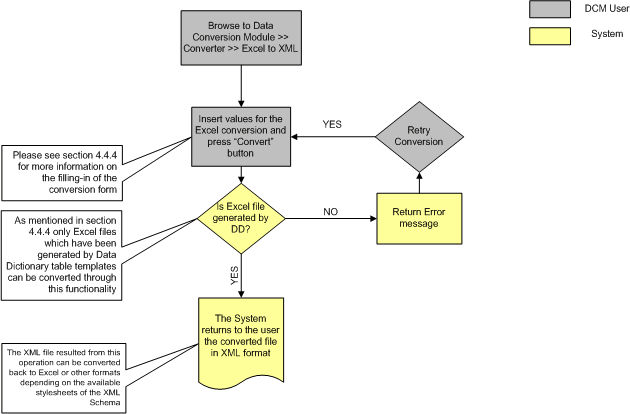 Browse to Data
Conversion Module >>
Converter >> Excel to XML
DCM User
System
Insert values for the
Excel conversion and
press “Convert”
button
YES
Retry
Conversion
Please see section 4.4.4
for more information on
the filling-in of the
conversion form
Is Excel file
generated by
DD?
NO
Return Error
message
As mentioned in section
4.4.4 only Excel files
which have been
generated by Data
Dictionary table templates
can be converted through
this functionality
YES
The System
returns to the user
the converted file
in XML format
The XML file resulted from this
operation can be converted
back to Excel or other formats
depending on the available
stylesheets of the XML
Schema